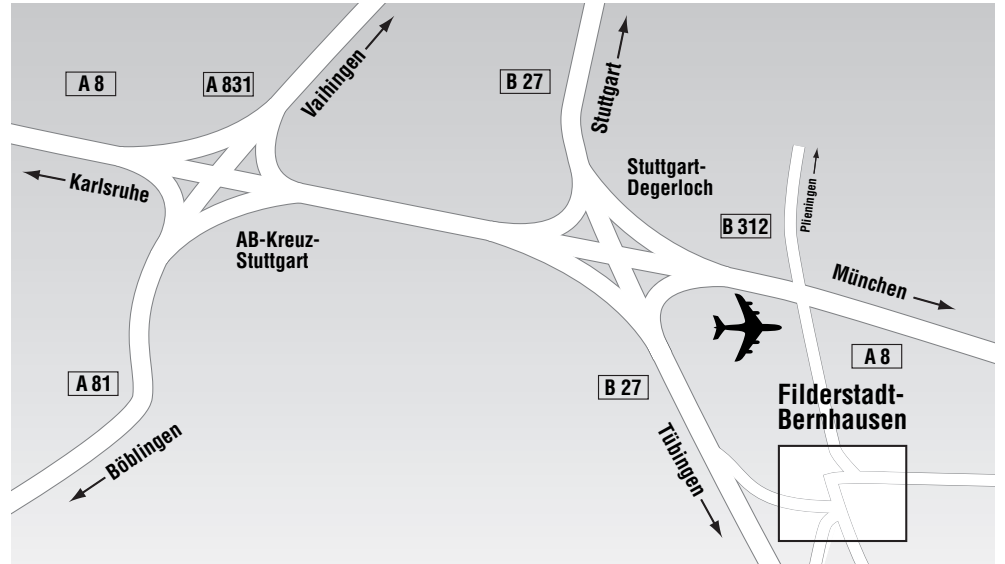 A 8
A 831
Vaihingen
B 27
Stuttgart
Karlsruhe
Stuttgart-
Degerloch
Plieningen
B 312
AB-Kreuz-
Stuttgart
München
A 8
A 81
B 27
Filderstadt-
Bernhausen
Böblingen
Tübingen